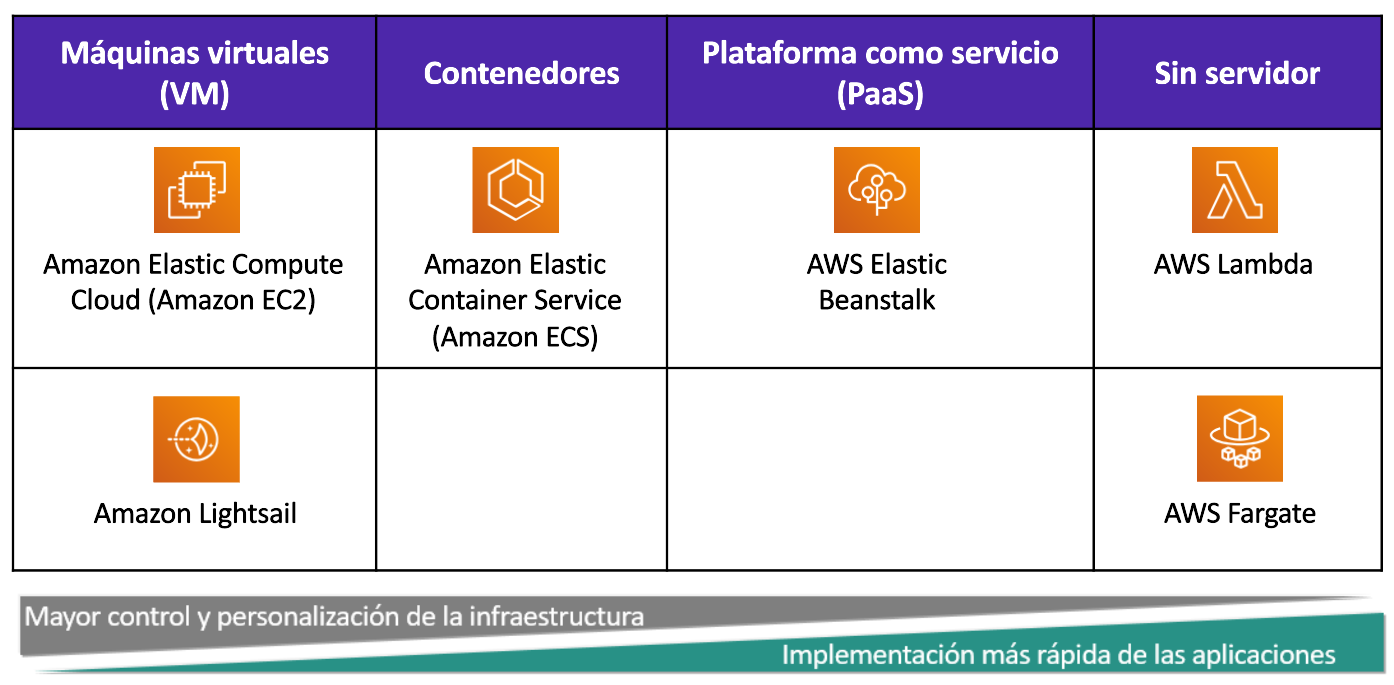 Máquinas virtuales
(VM)
Contenedores
Plataforma como servicio
(PaaS)
Sin servidor
Amazon Elastic Compute
Cloud (Amazon EC2)
Amazon Elastic
Container Service
(Amazon ECS)
AWS Elastic
Beanstalk
AWS Lambda
Amazon Lightsail
AWS Fargate
Mayor control y personalización de la infraestructura
Implementación más rápida de las aplicaciones